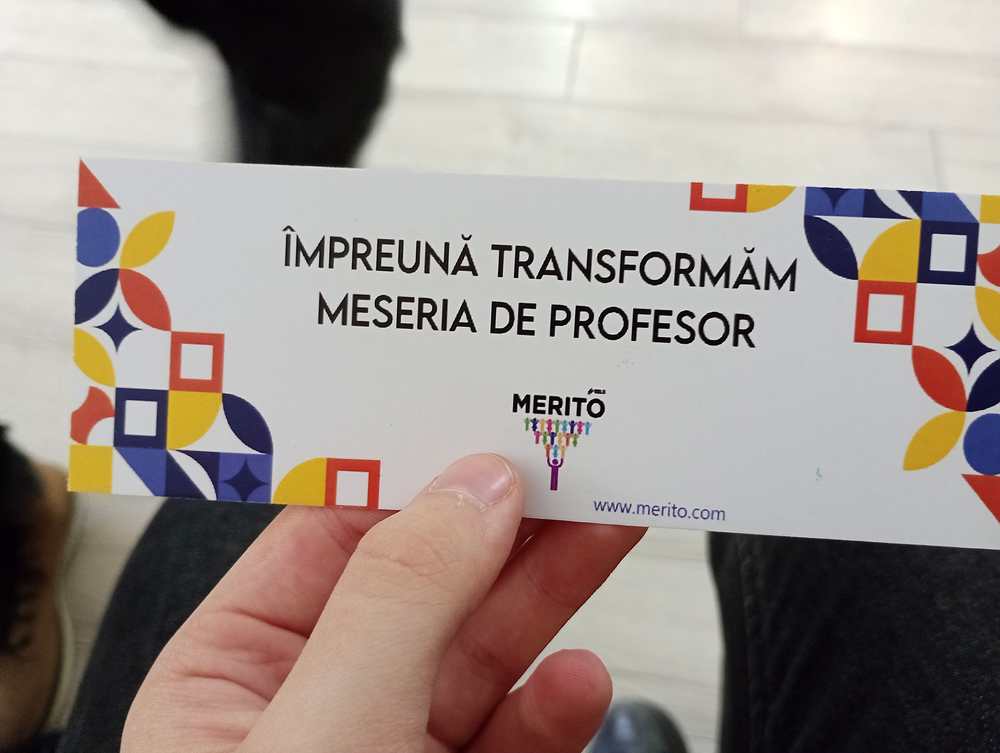 ÎMPREUNĂ TRANSFORMĂM
MESERIA DE PROFESOR
MERITO
www.merito.com